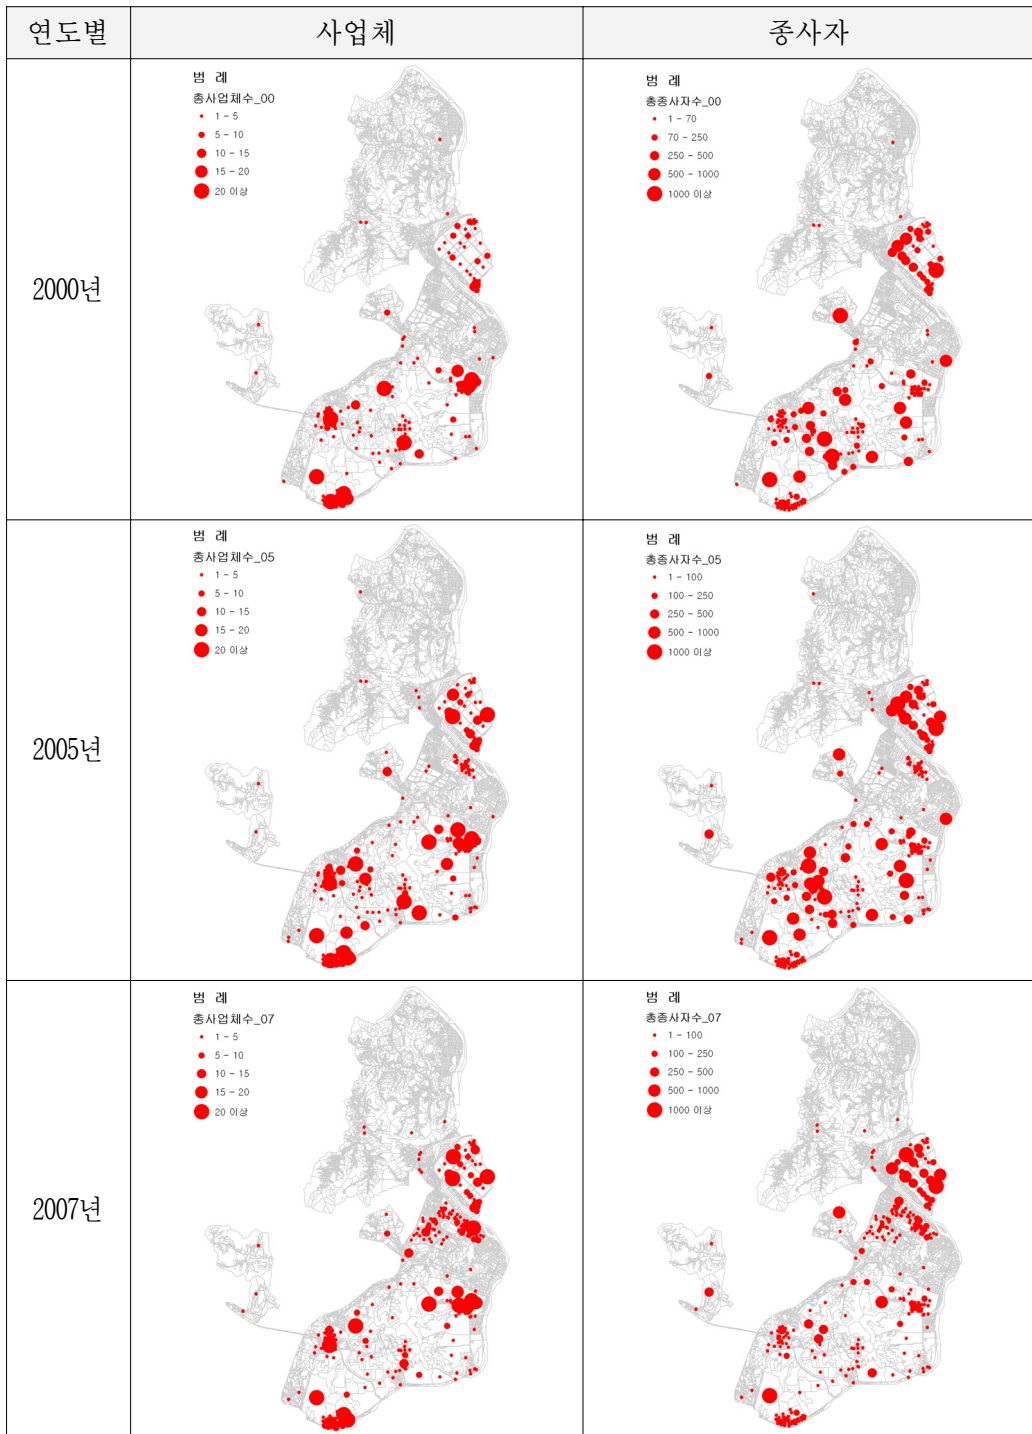 연도별 사업체 종사자
2000년
범 례
총사업체수_00
1 - 5
5 - 10
10 - 15
15 - 20
20 이상
범 례
총종사자수_00
1 - 70
70 - 250
250 - 500
500 - 1000
1000 이상
2005년
범 례
총사업체수_05
1 - 5
5 - 10
10 - 15
15 - 20
20 이상
범 례
총종사자수_05
1 - 100
100 - 250
250 - 500
500 - 1000
1000 이상
2007년
범 례
총사업체수_07
1 - 5
5 - 10
10 - 15
15 - 20
20 이상
범 례
총종사자수_07
1 - 100
100 - 250
250 - 500
500 - 1000
1000 이상